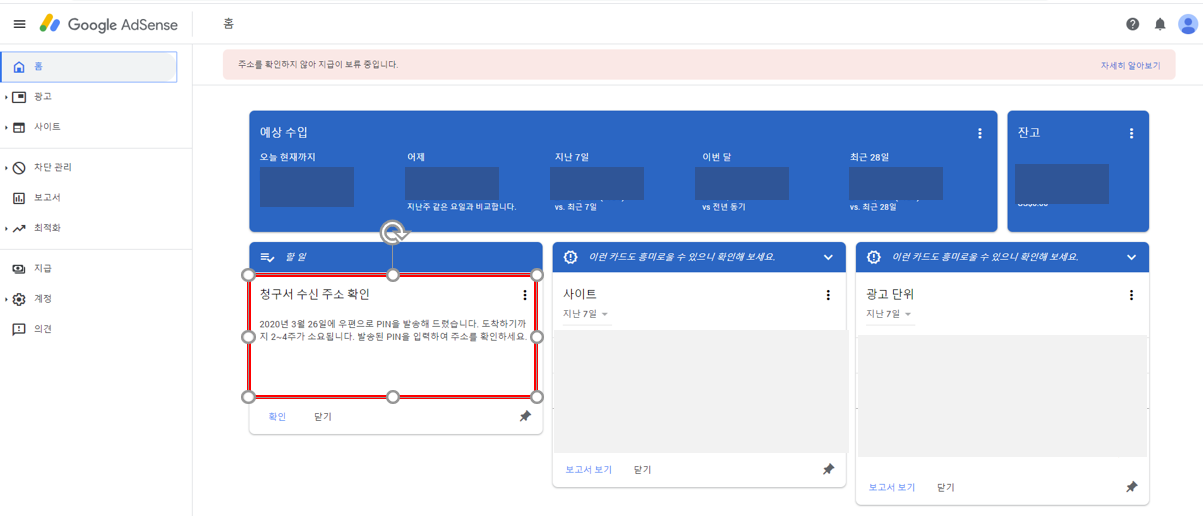 Google AdSense
홈
주소를 확인하지 않아 지급이 보류 중입니다.
자세히 알아보기
홈
광고
사이트
차단 관리
보고서
최적화
지급
계정
의견
예상 수입
오늘 현재까지
어제
지난 7일
이번 달
최근 28일
지난주 같은 요일과 비교합니다.
vs. 최근 7일
vs 전년 동기
vs. 최근 28일
잔고
할 일
청구서 수신 주소 확인
2020년 3월 26일에 우편으로 PIN을 발송해 드렸습니다. 도착하기까
지 2~4주가 소요됩니다. 발송된 PIN을 입력하여 주소를 확인하세요.
확인
닫기
이런 카드도 흥미로울 수 있으니 확인해 보세요.
사이트
지난 7일
보고서 보기
닫기
이런 카드도 흥미로울 수 있으니 확인해 보세요.
광고 단위
지난 7일
보고서 보기
닫기